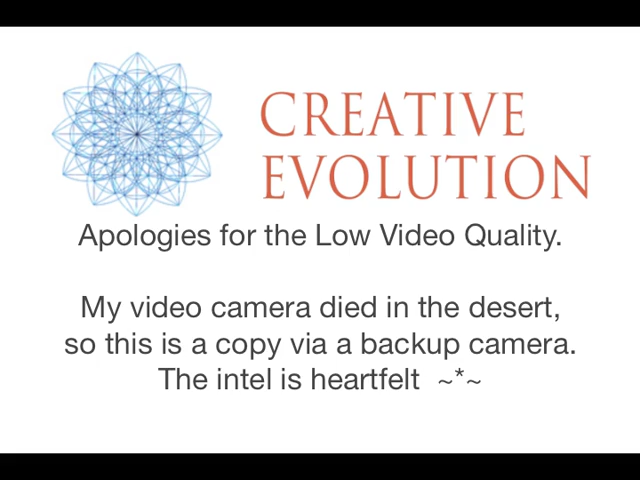 CREATIVE
EVOLUTION
Apologies for the Low Video Quality.
My video camera died in the desert,
so this is a copy via a backup camera.
The intel is heartfelt ~*~